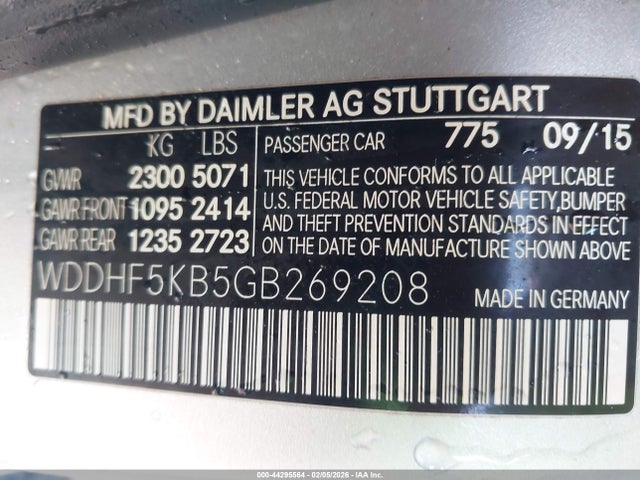 MFD BY DAIMLER AG STUTTGART
KG LBS PASSENGER CAR 775 09/15
GVWR 2300 5071 THIS VEHICLE CONFORMS TO ALL APPLICABLE
GAWR FRONT 1095 2414 U.S. FEDERAL MOTOR VEHICLE SAFETY,BUMPER
GAWR REAR 1235 2723 AND THEFT PREVENTION STANDARDS IN EFFECT
ON THE DATE OF MANUFACTURE SHOWN ABOVE.
WDDHF5KB5GB269208 MADE IN GERMANY
000-44295564 | 02/05/2026 - IAAI